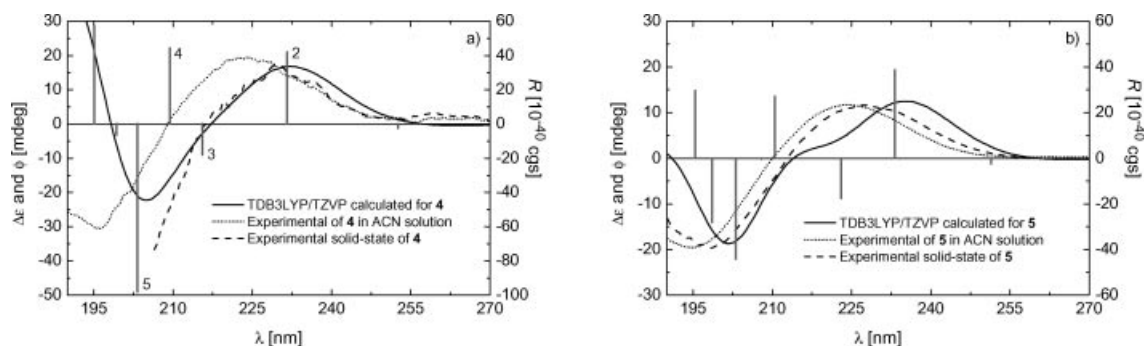 a)
30
20
10
0
-10
-20
-30
-40
-50
60
40
20
0
-20
-40
-60
-80
-100
Δε and ϕ [mdeg]
R [10⁻⁴⁰ cgs]
4
2
3
5
TDB3LYP/TZVP calculated for 4
Experimental of 4 in ACN solution
Experimental solid-state of 4
195 210 225 240 255 270
λ [nm]
b)
30
20
10
0
-10
-20
-30
60
40
20
0
-20
-40
-60
Δε and ϕ [mdeg]
R [10⁻⁴⁰ cgs]
TDB3LYP/TZVP calculated for 5
Experimental of 5 in ACN solution
Experimental solid-state of 5
195 210 225 240 255 270
λ [nm]